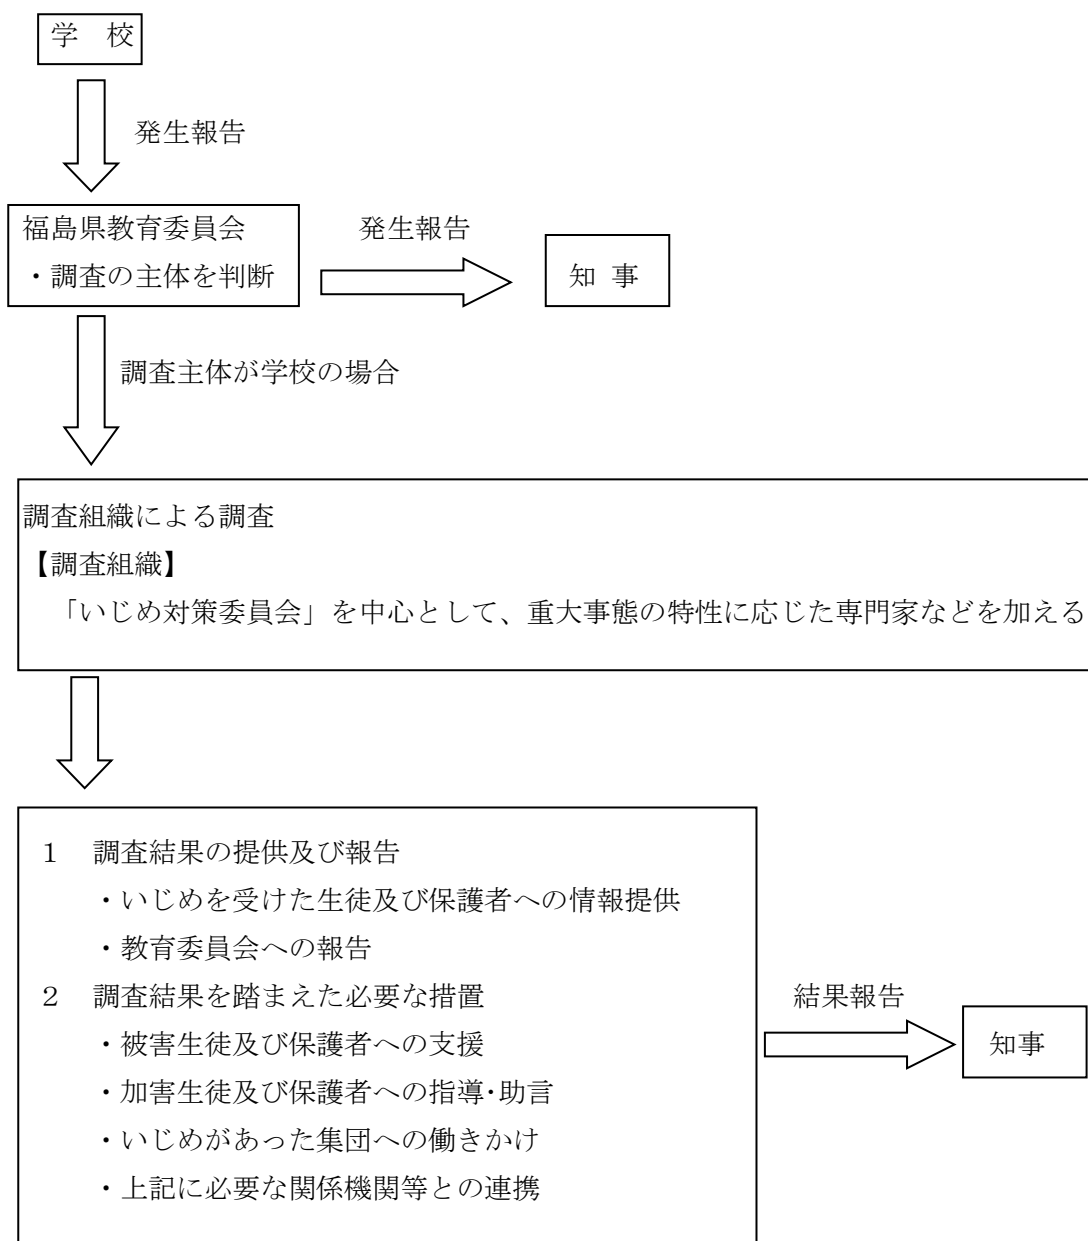 学　校
発生報告
福島県教育委員会
・調査の主体を判断
発生報告
知 事
調査主体が学校の場合
調査組織による調査
【調査組織】
「いじめ対策委員会」を中心として、重大事態の特性に応じた専門家などを加える
1　調査結果の提供及び報告
・いじめを受けた生徒及び保護者への情報提供
・教育委員会への報告
2　調査結果を踏まえた必要な措置
・被害生徒及び保護者への支援
・加害生徒及び保護者への指導・助言
・いじめがあった集団への働きかけ
・上記に必要な関係機関等との連携
結果報告
知事